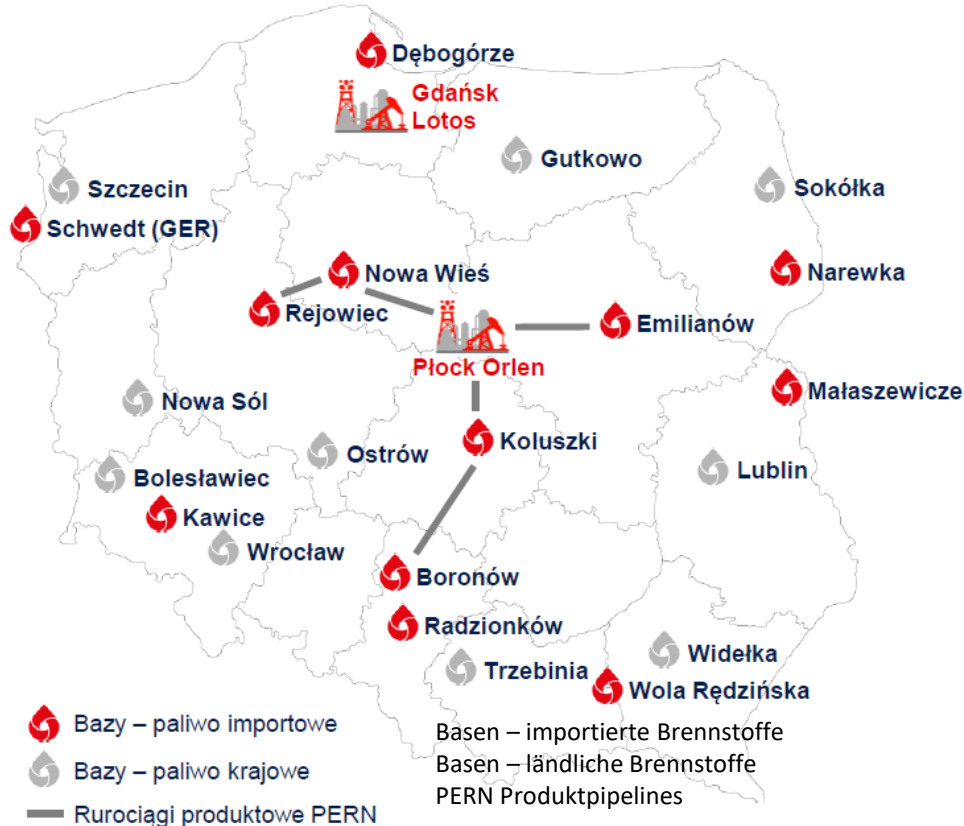 Dębogórze
Gdańsk
Lotos
Gutkowo
Szczecin
Sokółka
Schwedt (GER)
Nowa Wieś
Narewka
Rejowiec
Emilianów
Płock Orlen
Małaszewicze
Nowa Sól
Koluszki
Ostrów
Lublin
Bolesławiec
Kawice
Wrocław
Boronów
Radzionków
Widełka
Trzebinia
Wola Rędzińska
Bazy – paliwo importowe
Bazy – paliwo krajowe
Rurociągi produktowe PERN
Basen – importierte Brennstoffe
Basen – ländliche Brennstoffe
PERN Produktpipelines